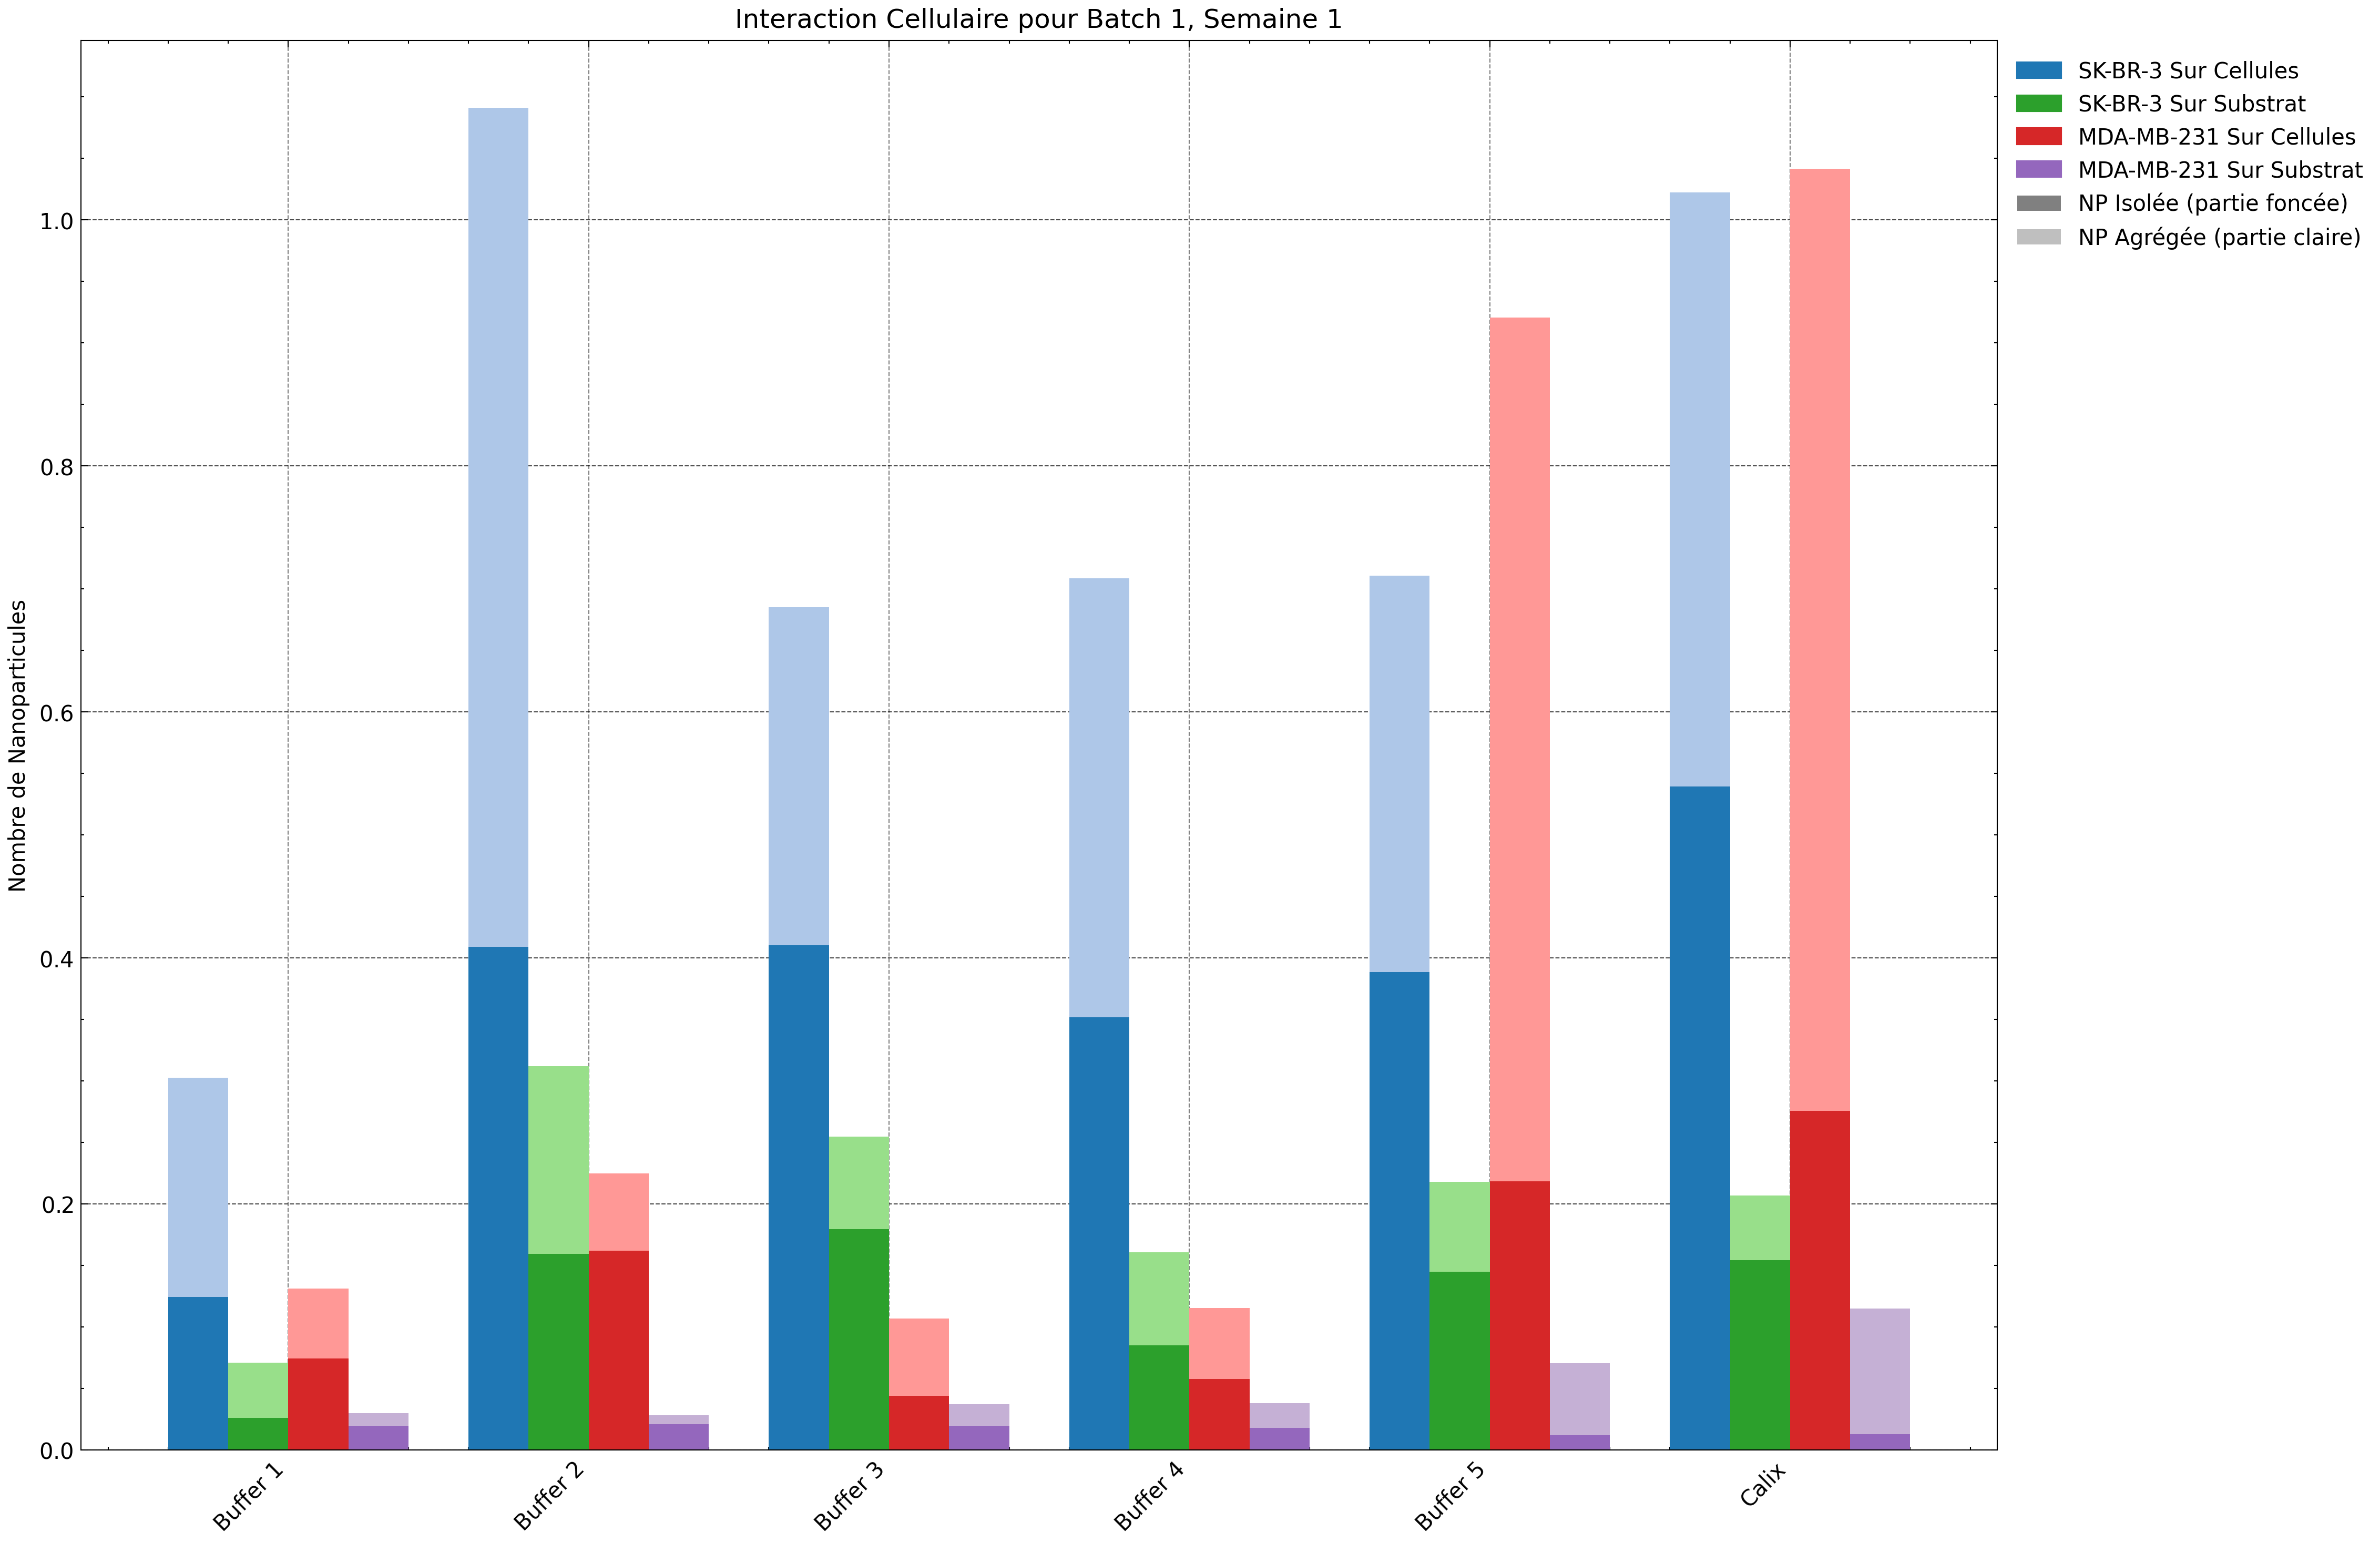 Interaction Cellulaire pour Batch 1, Semaine 1
SK-BR-3 Sur Cellules
SK-BR-3 Sur Substrat
MDA-MB-231 Sur Cellules
MDA-MB-231 Sur Substrat
NP Isolée (partie foncée)
NP Agrégée (partie claire)
Nombre de Nanoparticules
1.0
0.8
0.6
0.4
0.2
0.0
Buffer 1
Buffer 2
Buffer 3
Buffer 4
Buffer 5
Calix